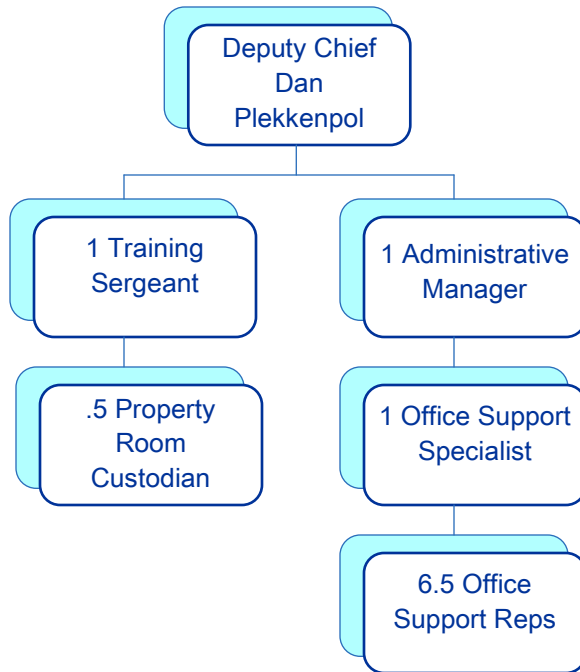 Deputy Chief
Dan
Plekkenpol
1 Training
Sergeant
1 Administrative
Manager
.5 Property
Room
Custodian
1 Office Support
Specialist
6.5 Office
Support Reps